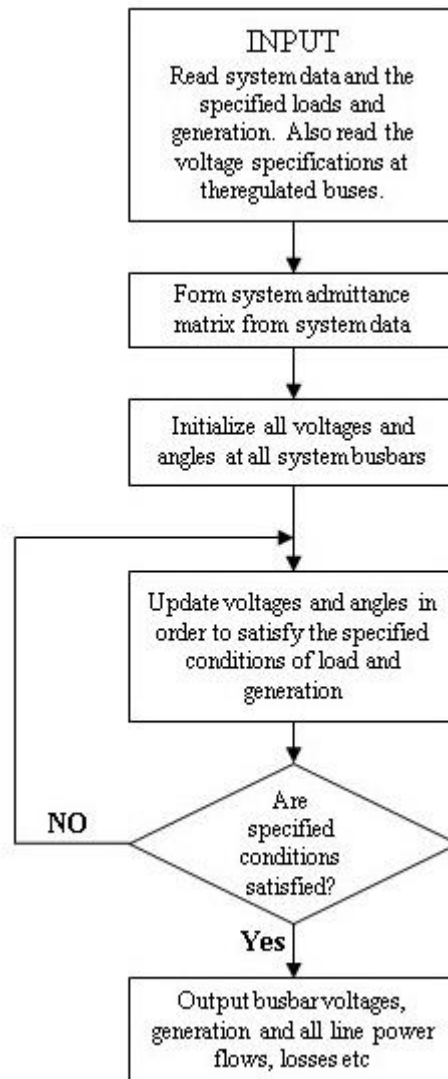 INPUT
Read system data and the
specified loads and
generation. Also read the
voltage specifications at
theregulated buses.
Form system admittance
matrix from system data
Initialize all voltages and
angles at all system busbars
Update voltages and angles in
order to satisfy the specified
conditions of load and
generation
Are
specified
conditions
satisfied?
NO
Yes
Output busbar voltages,
generation and all line power
flows, losses etc